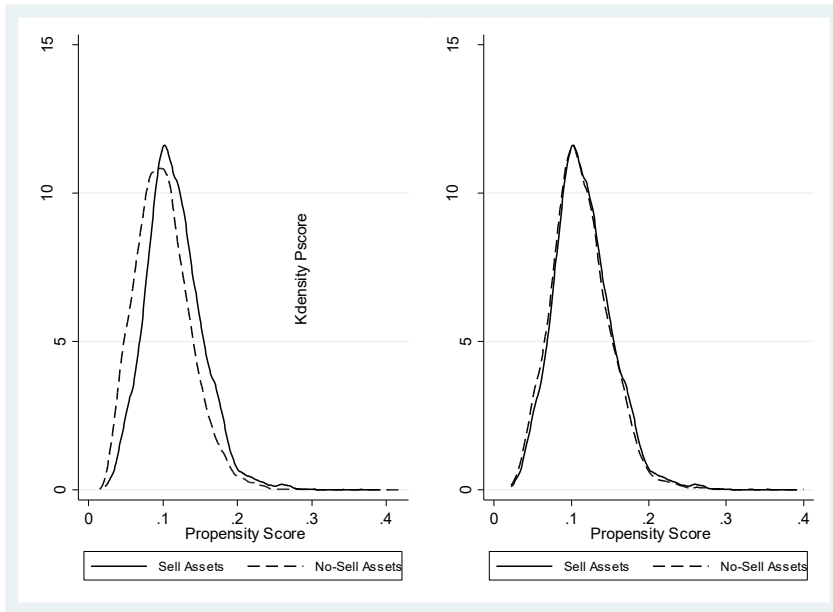 15
10
5
0
Kdensity Pscore
0 .1 .2 .3 .4
Propensity Score
Sell Assets No-Sell Assets
15
10
5
0
0 .1 .2 .3 .4
Propensity Score
Sell Assets No-Sell Assets